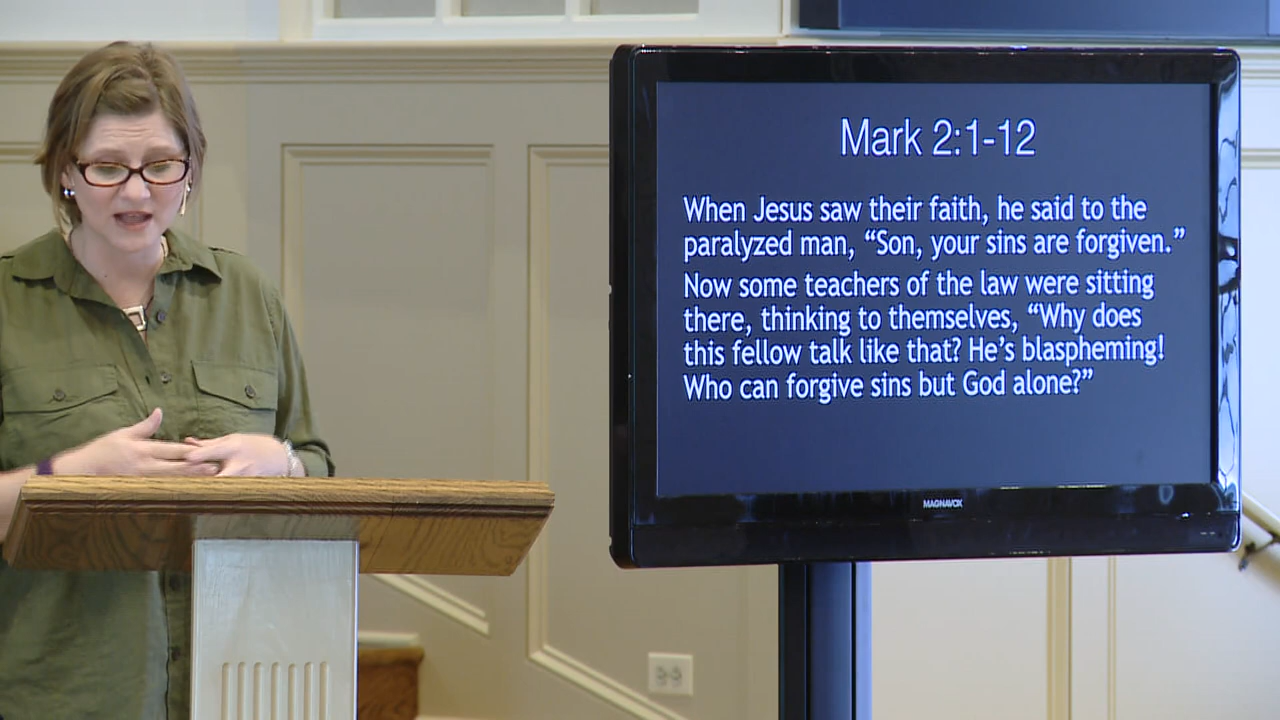 Mark 2:1-12
When Jesus saw their faith, he said to the
paralyzed man, “Son, your sins are forgiven.”
Now some teachers of the law were sitting
there, thinking to themselves, “Why does
this fellow talk like that? He’s blaspheming!
Who can forgive sins but God alone?”
MAGNAVOX